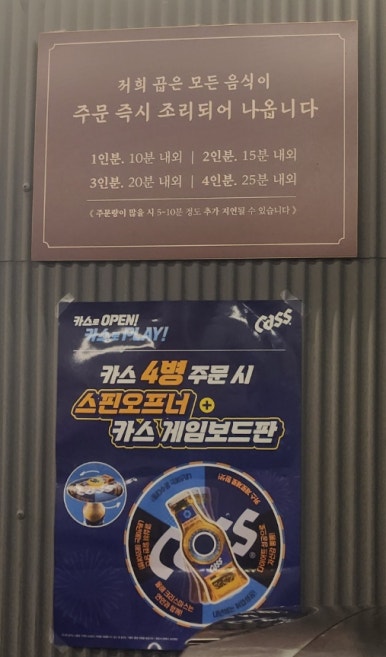 저희 곱은 모든 음식이
주문 즉시 조리되어 나옵니다
1인분. 10분 내외 | 2인분. 15분 내외
3인분. 20분 내외 | 4인분. 25분 내외
《 주문량이 많을 시 5~10분 정도 추가 지연될 수 있습니다 》
카스로 OPEN!
카스로 PLAY!
Cass
카스 4병 주문 시
스핀오프너 +
카스 게임보드판
Cass
Cass